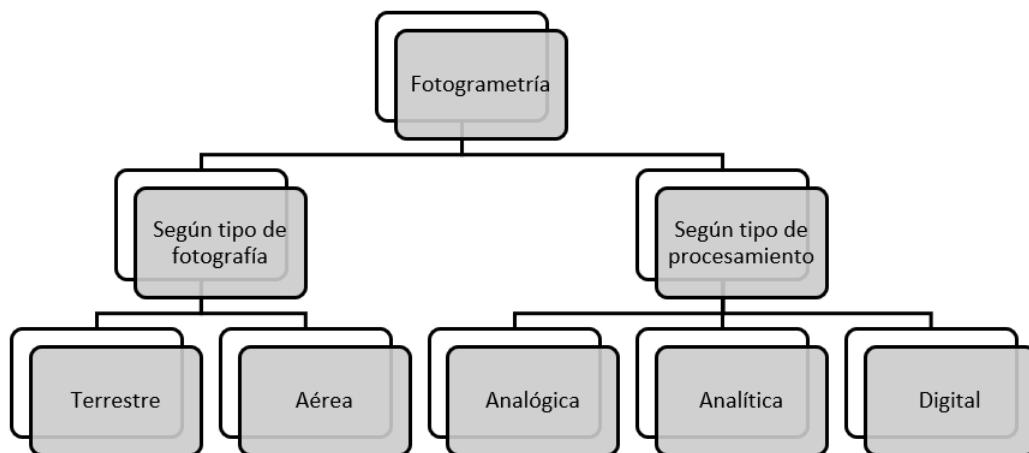 Fotogrametría
Según tipo de
fotografía
Según tipo de
procesamiento
Terrestre
Aérea
Analógica
Analítica
Digital